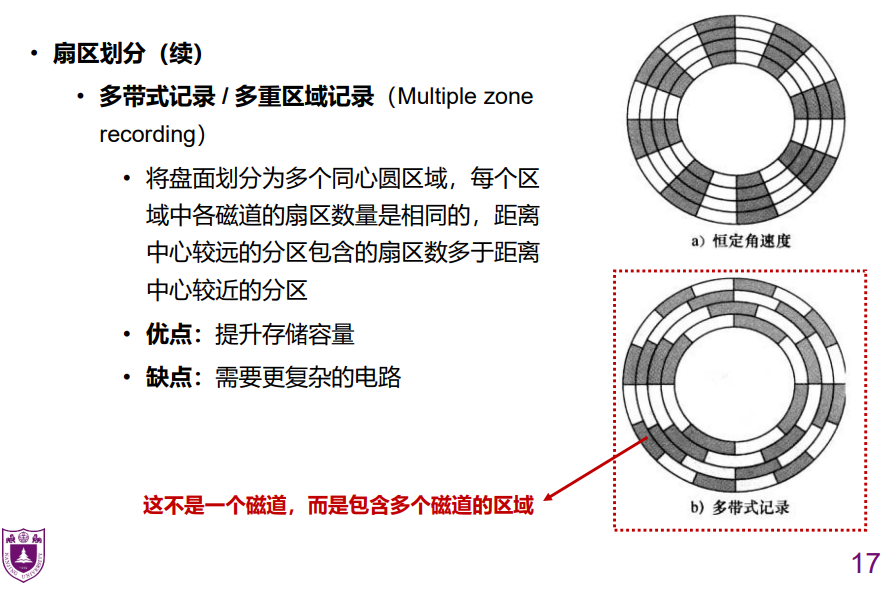 • 扇区划分（续）
• 多带式记录 / 多重区域记录（Multiple zone
recording）
• 将盘面划分为多个同心圆区域，每个区
域中各磁道的扇区数量是相同的，距离
中心较远的分区包含的扇区数多于距离
中心较近的分区
• 优点：提升存储容量
• 缺点：需要更复杂的电路
a）恒定角速度
b）多带式记录
这不是一个磁道，而是包含多个磁道的区域
NANJING UNIVERSITY
17